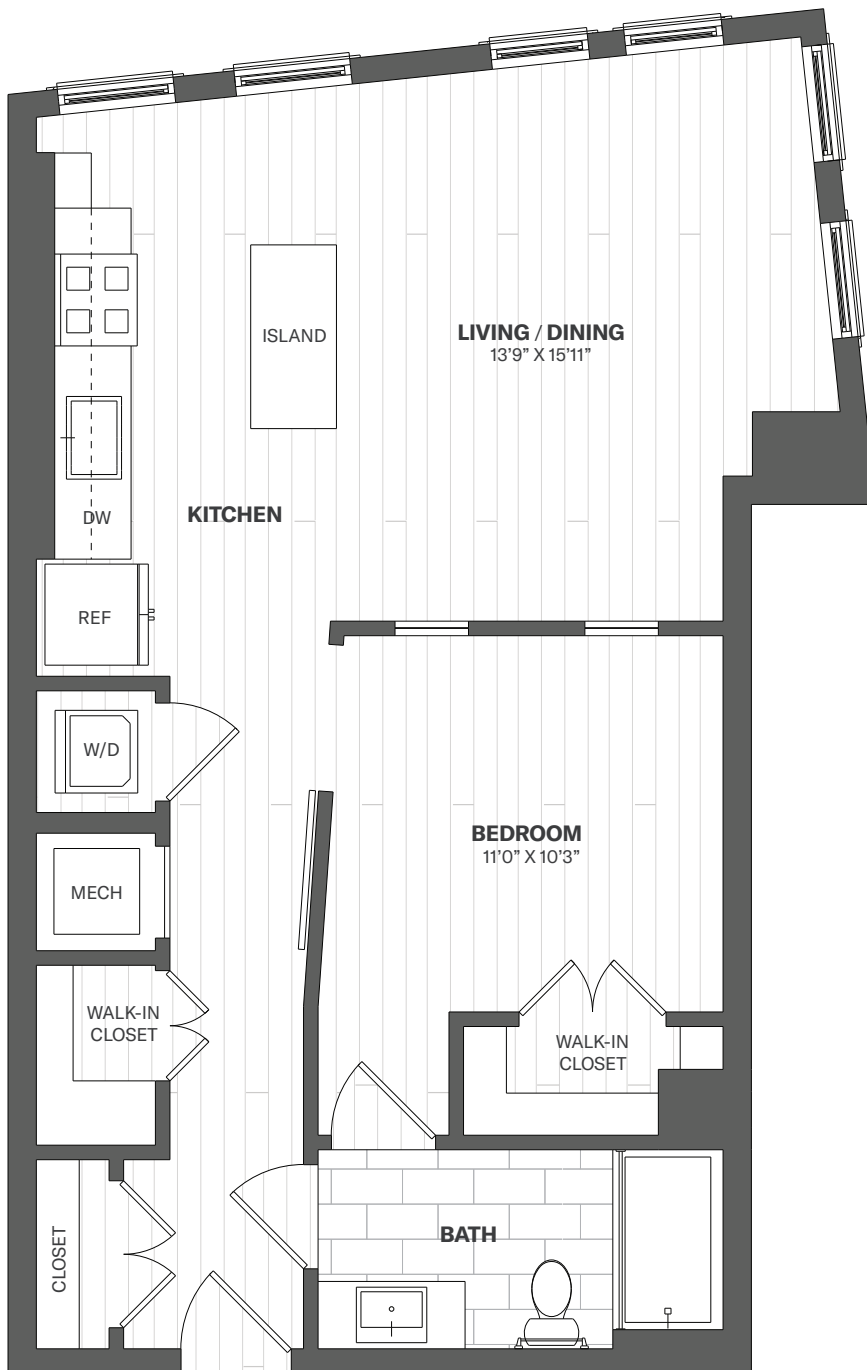 ISLAND
LIVING / DINING
13’9” X 15’11”
KITCHEN
DW
REF
W/D
BEDROOM
11’0” X 10’3”
MECH
WALK-IN
CLOSET
WALK-IN
CLOSET
CLOSET
BATH